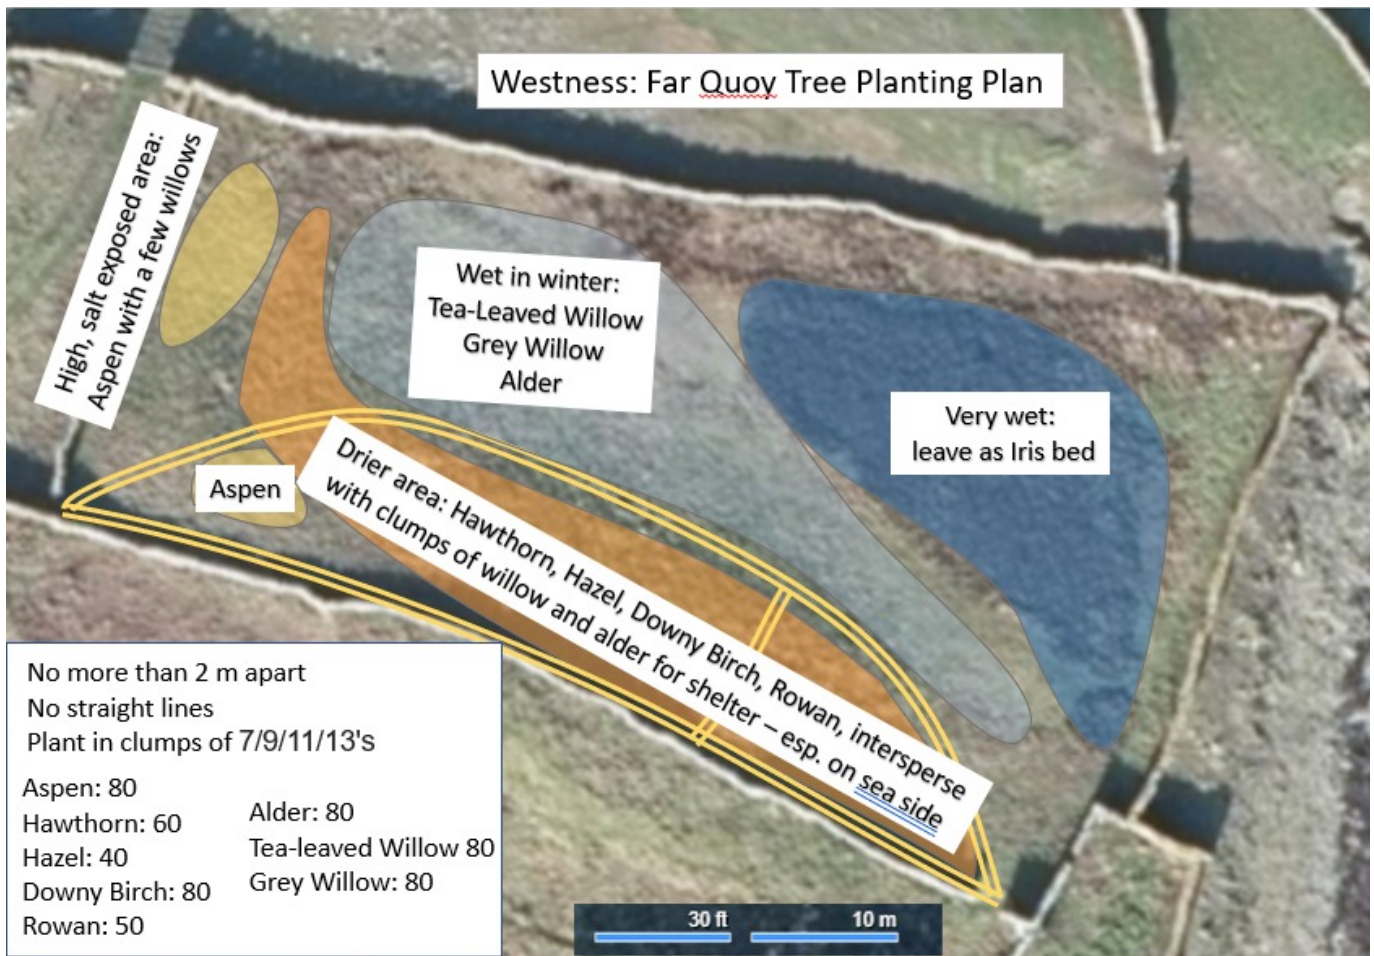 Westness: Far Quoy Tree Planting Plan
High, salt exposed area:
Aspen with a few willows
Wet in winter:
Tea-Leaved Willow
Grey Willow
Alder
Very wet:
leave as Iris bed
Aspen
Drier area: Hawthorn, Hazel, Downy Birch, Rowan, intersperse
with clumps of willow and alder for shelter – esp. on sea side
No more than 2 m apart
No straight lines
Plant in clumps of 7/9/11/13's
Aspen: 80
Hawthorn: 60
Hazel: 40
Downy Birch: 80
Rowan: 50
Alder: 80
Tea-leaved Willow 80
Grey Willow: 80
30 ft
10 m